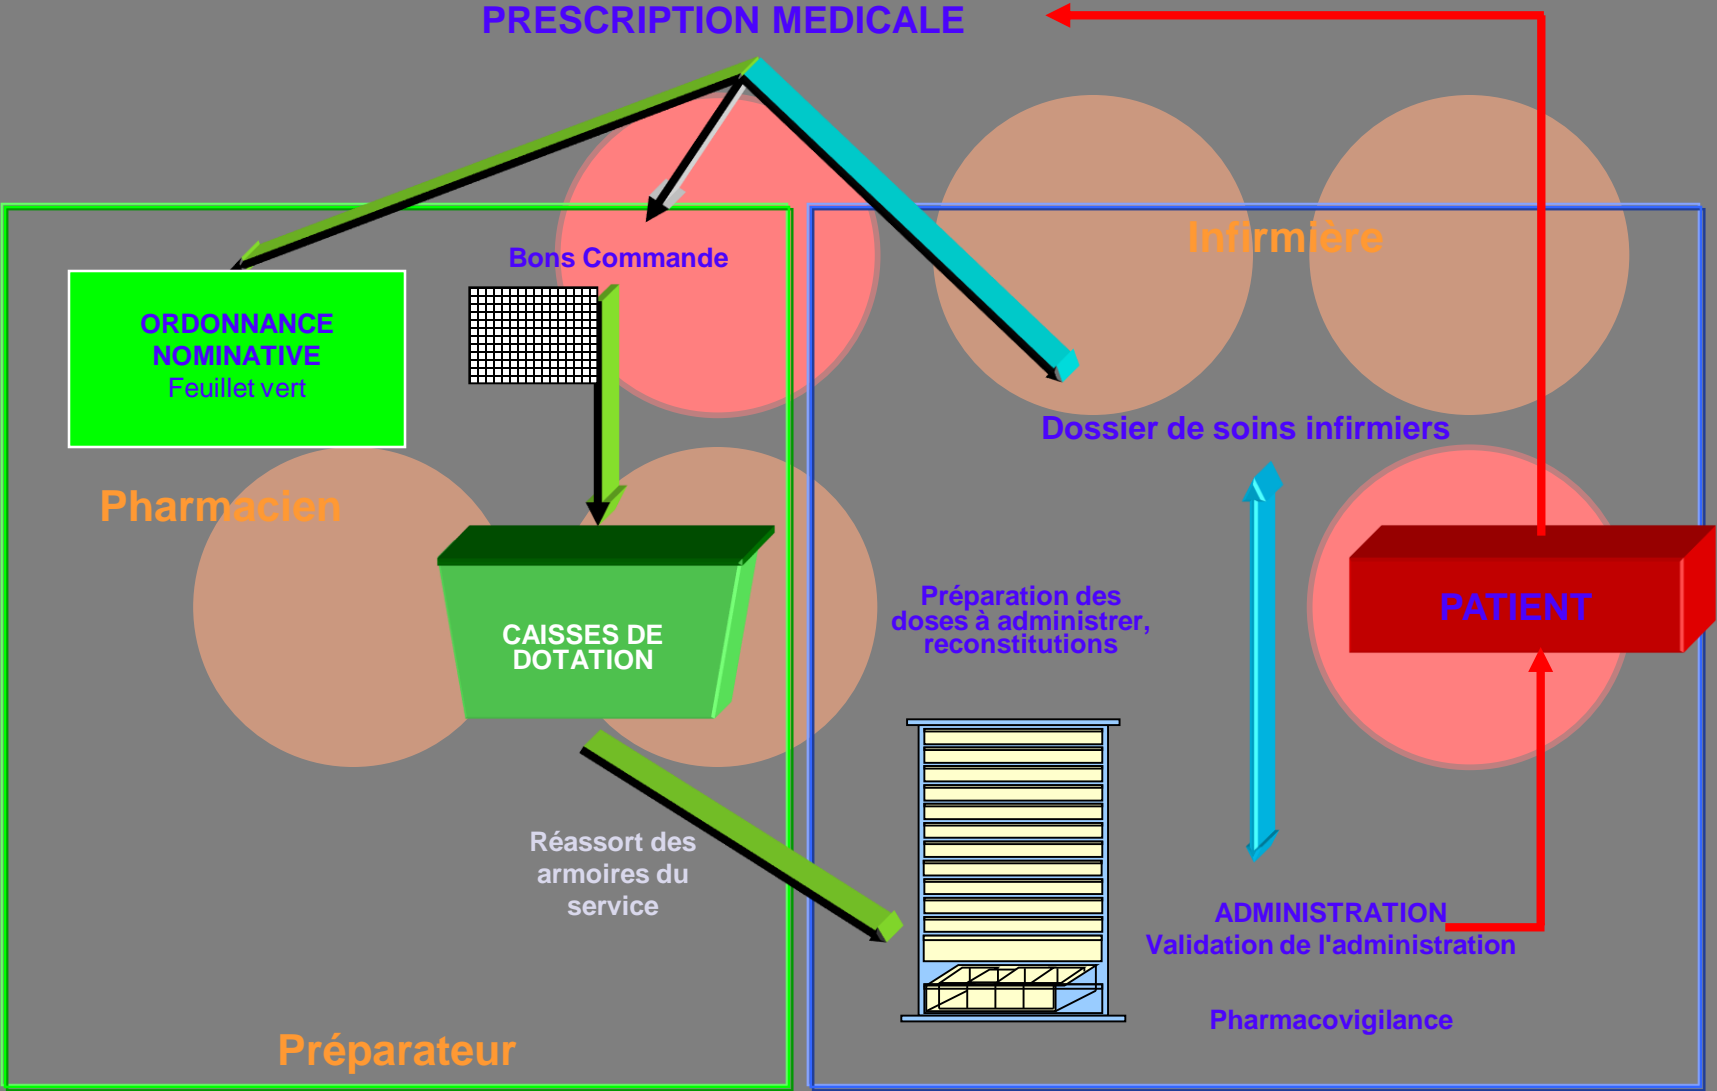 PRESCRIPTION MEDICALE
Infirmière
Bons Commande
ORDONNANCE
NOMINATIVE
Feuillet vert
Dossier de soins infirmiers
Pharmacien
Préparation des
doses à administrer,
reconstitutions
PATIENT
CAISSES DE
DOTATION
Réassort des
armoires du
service
ADMINISTRATION
Validation de l'administration
Pharmacovigilance
Préparateur